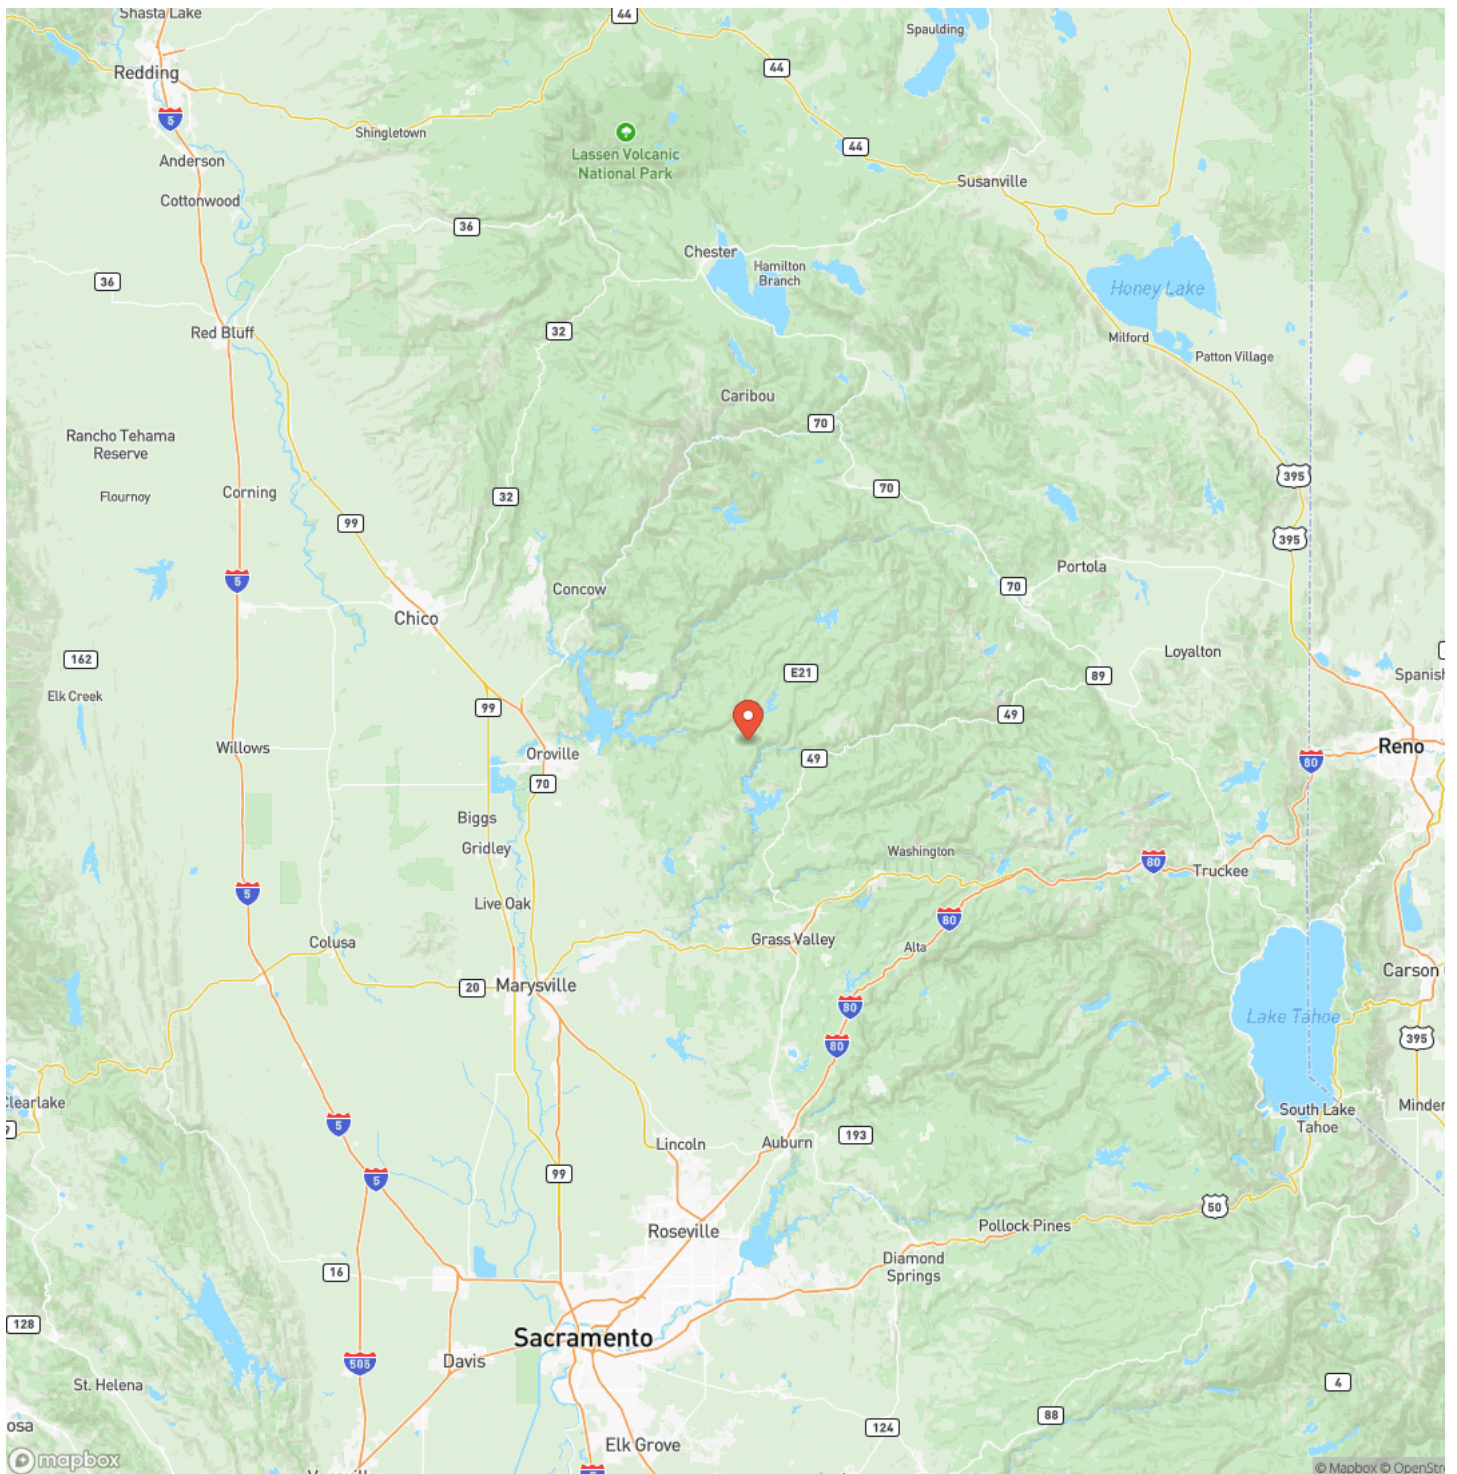 Shasta Lake
44
Spaulding
Redding
44
5
Shingletown
Lassen Volcanic
National Park
44
Anderson
Susanville
Cottonwood
36
Chester
Hamilton
Branch
36
Honey Lake
Red Bluff
32
Milford
Patton Village
Caribou
70
Rancho Tehama
Reserve
395
Flournoy
Corning
32
70
99
395
Portola
5
Concow
70
Chico
162
Loyalton
E21
89
Spanish
Elk Creek
99
49
Willows
Oroville
49
Reno
80
70
Biggs
Gridley
Washington
80
Truckee
5
Live Oak
80
Colusa
Grass Valley
Alta
Carson
20
Marysville
80
Lake Tahoe
80
395
Clearlake
5
South Lake
Tahoe
Minden
193
Lincoln
Auburn
99
5
50
Roseville
Pollock Pines
Diamond
Springs
16
128
Sacramento
505
Davis
St. Helena
4
osa
88
124
Elk Grove
mapbox
© Mapbox © OpenStre